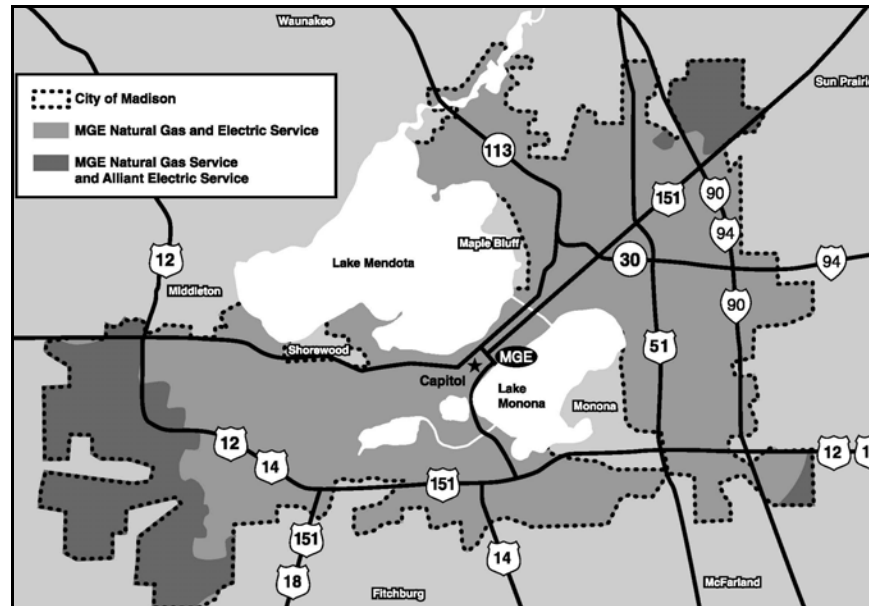 Waunakee
City of Madison
MGE Natural Gas and Electric Service
MGE Natural Gas Service
and Alliant Electric Service
Sun Prairie
113
151
90
94
12
Lake Mendota
Maple Bluff
30
94
Middleton
90
Shorewood
51
MGE
Capitol
Lake
Monona
Monona
12
14
12
151
151
14
18
McFarland
Fitchburg